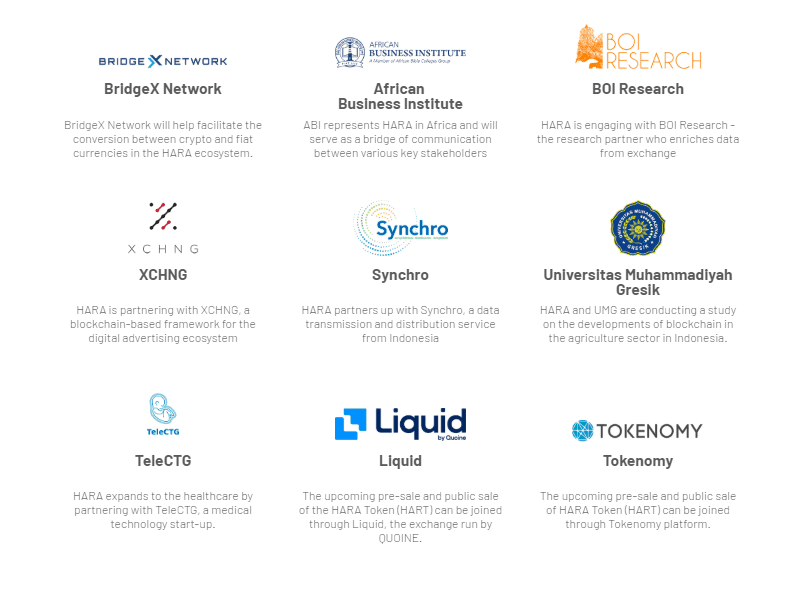 BRIDGE X NETWORK
BridgeX Network
BridgeX Network will help facilitate the
conversion between crypto and fiat
currencies in the HARA ecosystem.
AFRICAN
BUSINESS INSTITUTE
A Member of African Bible Colleges Group
African
Business Institute
ABI represents HARA in Africa and will
serve as a bridge of communication
between various key stakeholders
BOI
RESEARCH
BOI Research
HARA is engaging with BOI Research -
the research partner who enriches data
from exchange
XCHNG
XCHNG
HARA is partnering with XCHNG, a
blockchain-based framework for the
digital advertising ecosystem
Synchro
Synchro
HARA partners up with Synchro, a data
transmission and distribution service
from Indonesia
UNIVERSITAS MUHAMMADIYAH
GRESIK
Universitas Muhammadiyah
Gresik
HARA and UMG are conducting a study
on the developments of blockchain in
the agriculture sector in Indonesia.
TeleCTG
TeleCTG
HARA expands to the healthcare by
partnering with TeleCTG, a medical
technology start-up.
Liquid
by Quoine
Liquid
The upcoming pre-sale and public sale
of the HARA Token (HART) can be joined
through Liquid, the exchange run by
QUOINE.
TOKENOMY
Tokenomy
The upcoming pre-sale and public sale
of HARA Token (HART) can be joined
through Tokenomy platform.